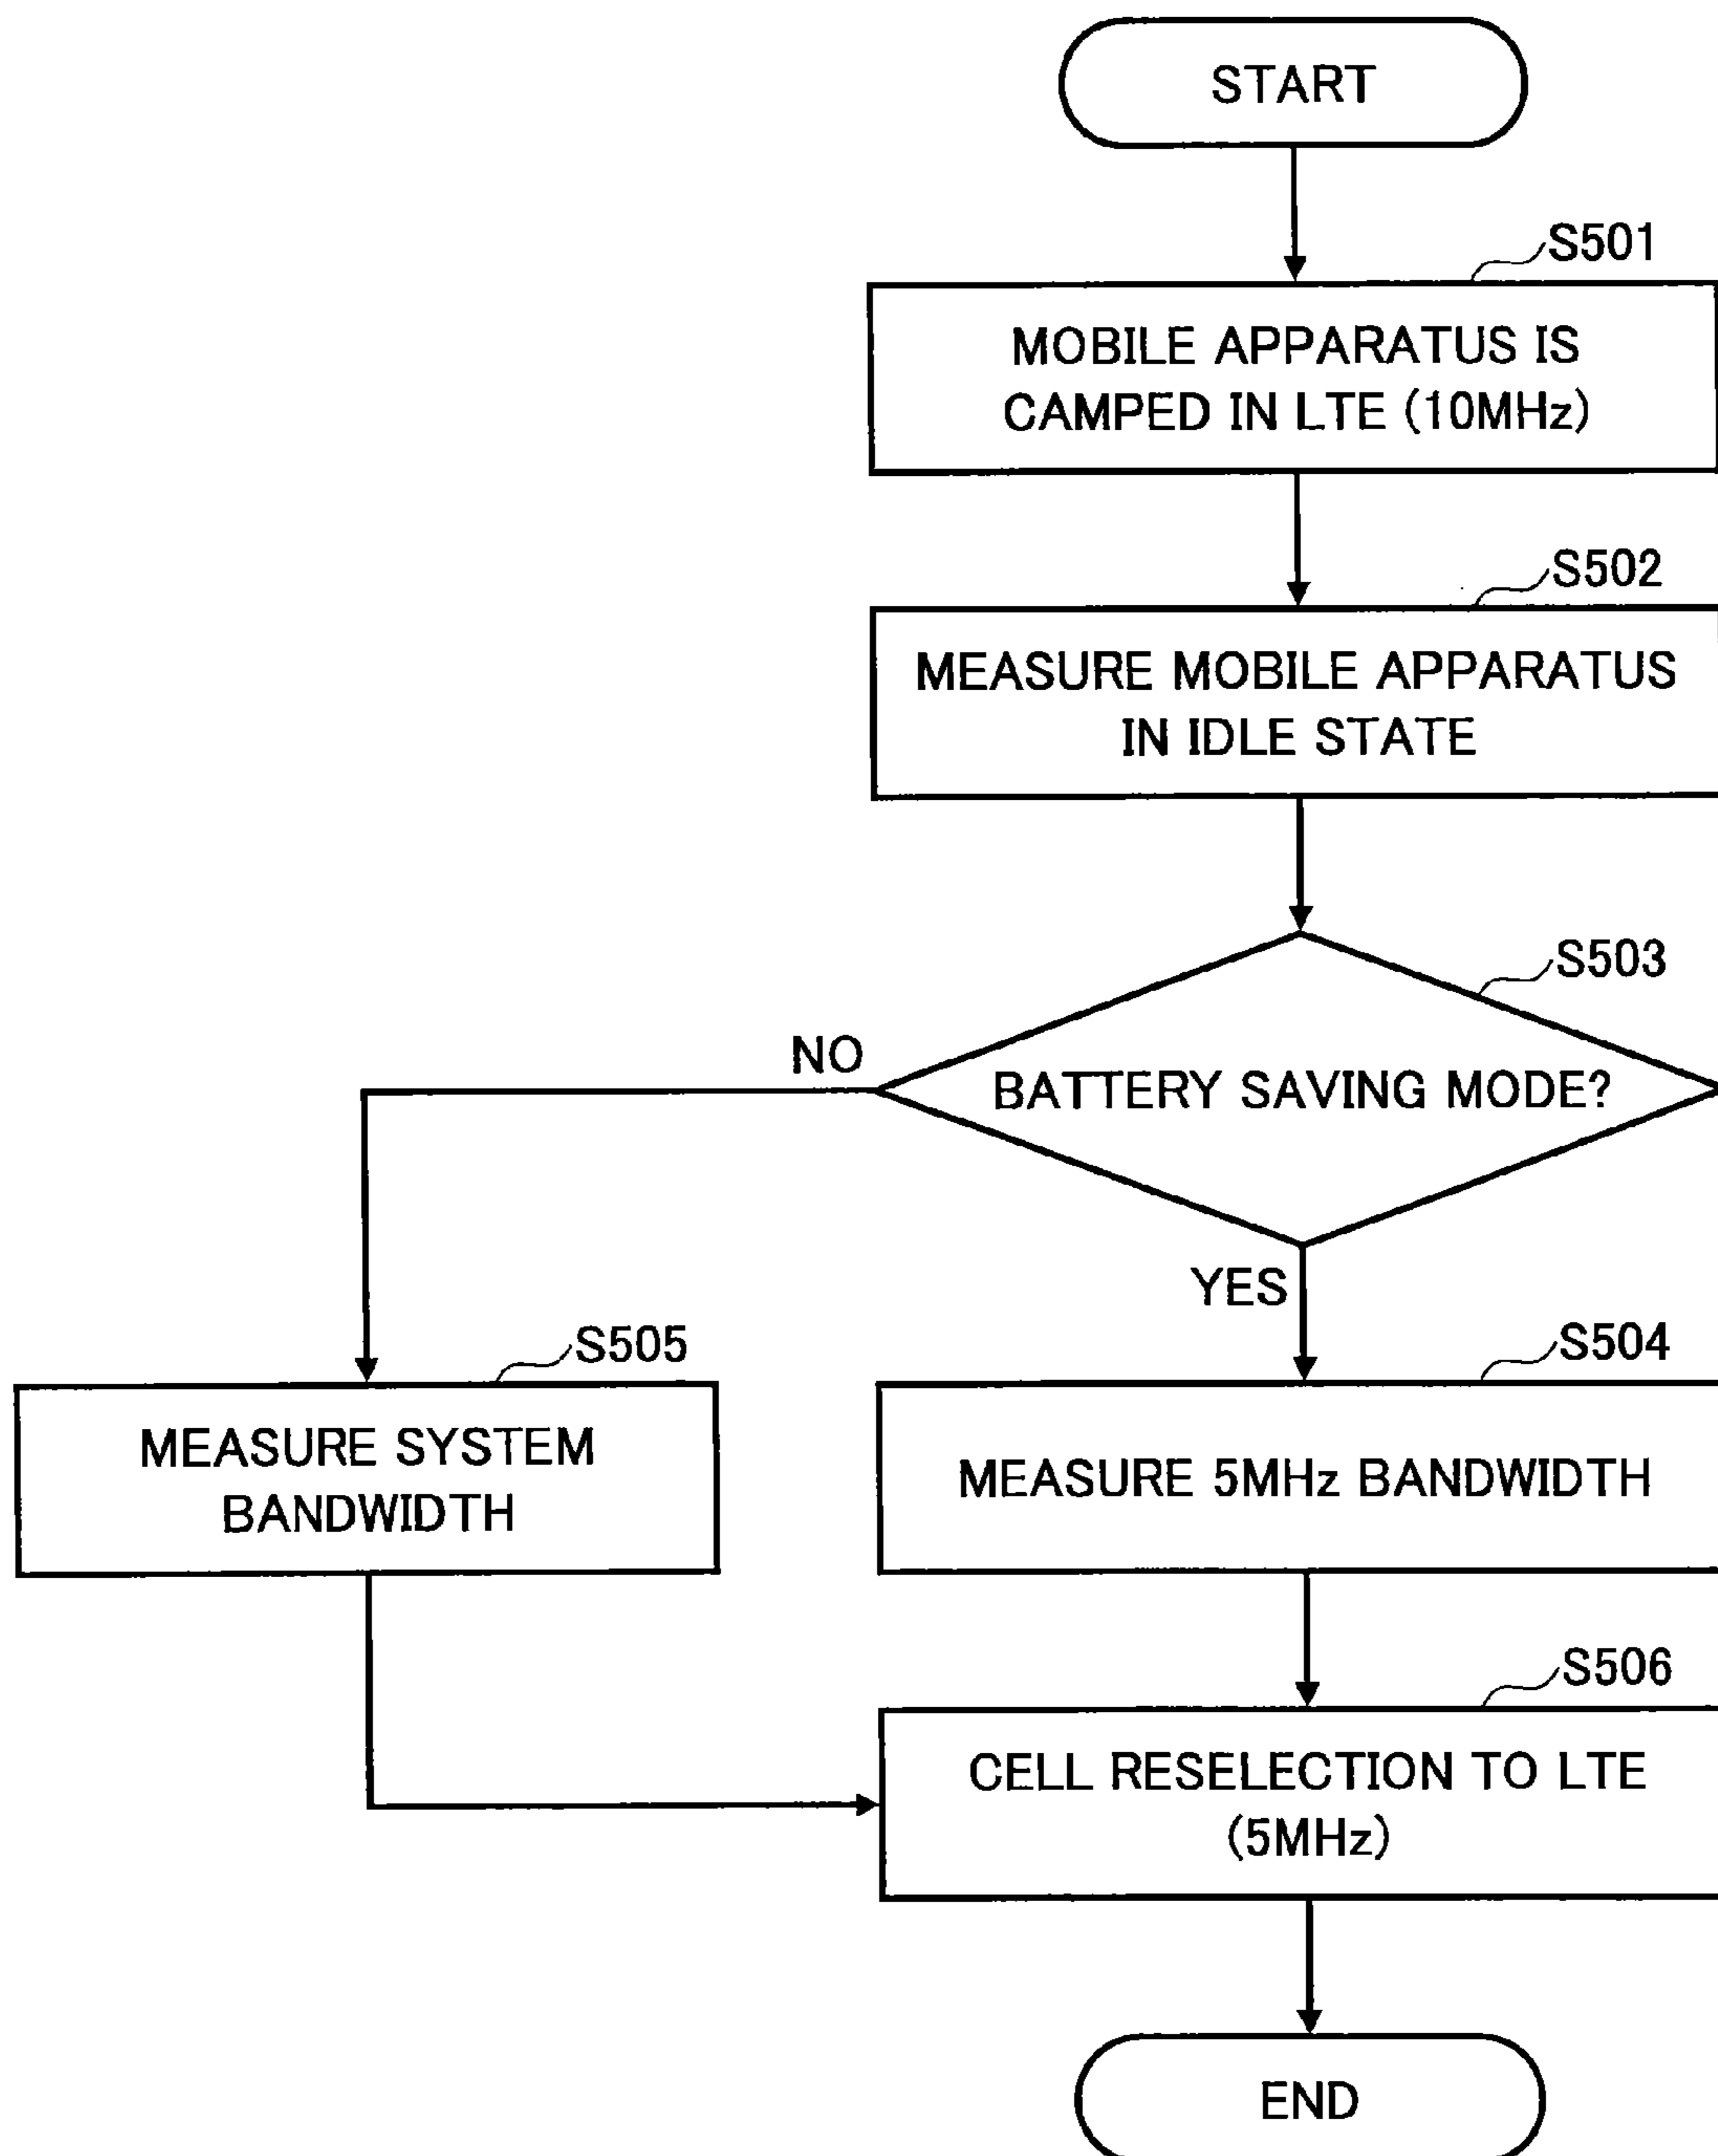 START
S501
MOBILE APPARATUS IS
CAMPED IN LTE (10MHz)
S502
MEASURE MOBILE APPARATUS
IN IDLE STATE
S503
NO
BATTERY SAVING MODE?
YES
S505
S504
MEASURE SYSTEM
BANDWIDTH
MEASURE 5MHz BANDWIDTH
S506
CELL RESELECTION TO LTE
(5MHz)
END